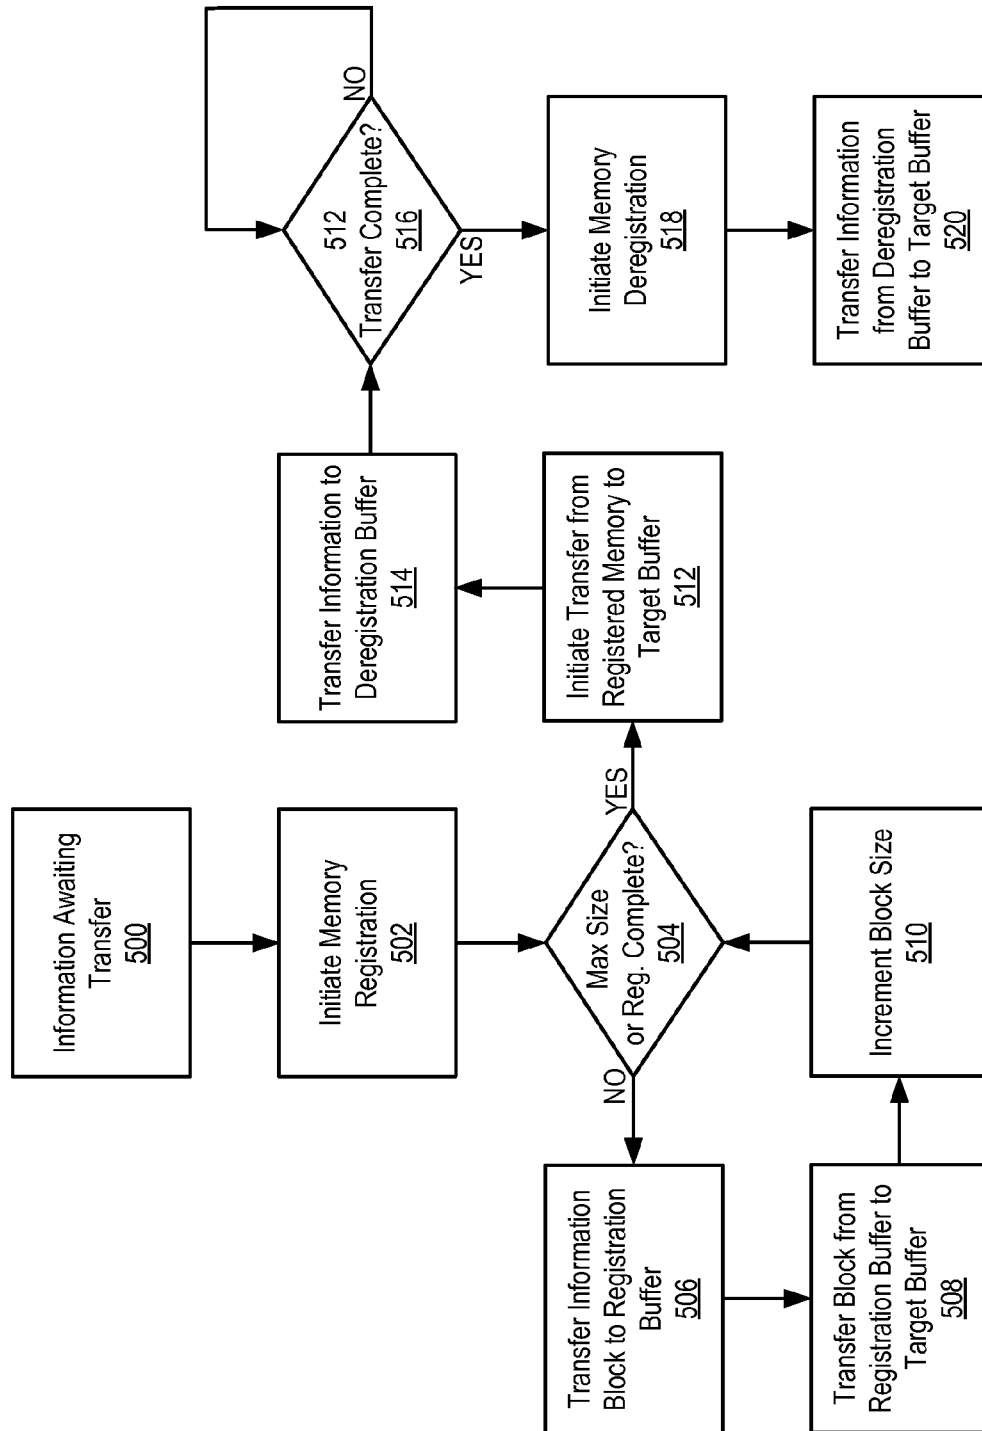 Information Awaiting
Transfer
500
Initiate Memory
Registration
502
Max Size
or Reg. Complete?
504
NO
YES
Transfer Information
Block to Registration
Buffer
506
Transfer Block from
Registration Buffer to
Target Buffer
508
Increment Block Size
510
Initiate Transfer from
Registered Memory to
Target Buffer
512
Transfer Information to
Deregistration Buffer
514
512
Transfer Complete?
516
NO
YES
Initiate Memory
Deregistration
518
Transfer Information
from Deregistration
Buffer to Target Buffer
520